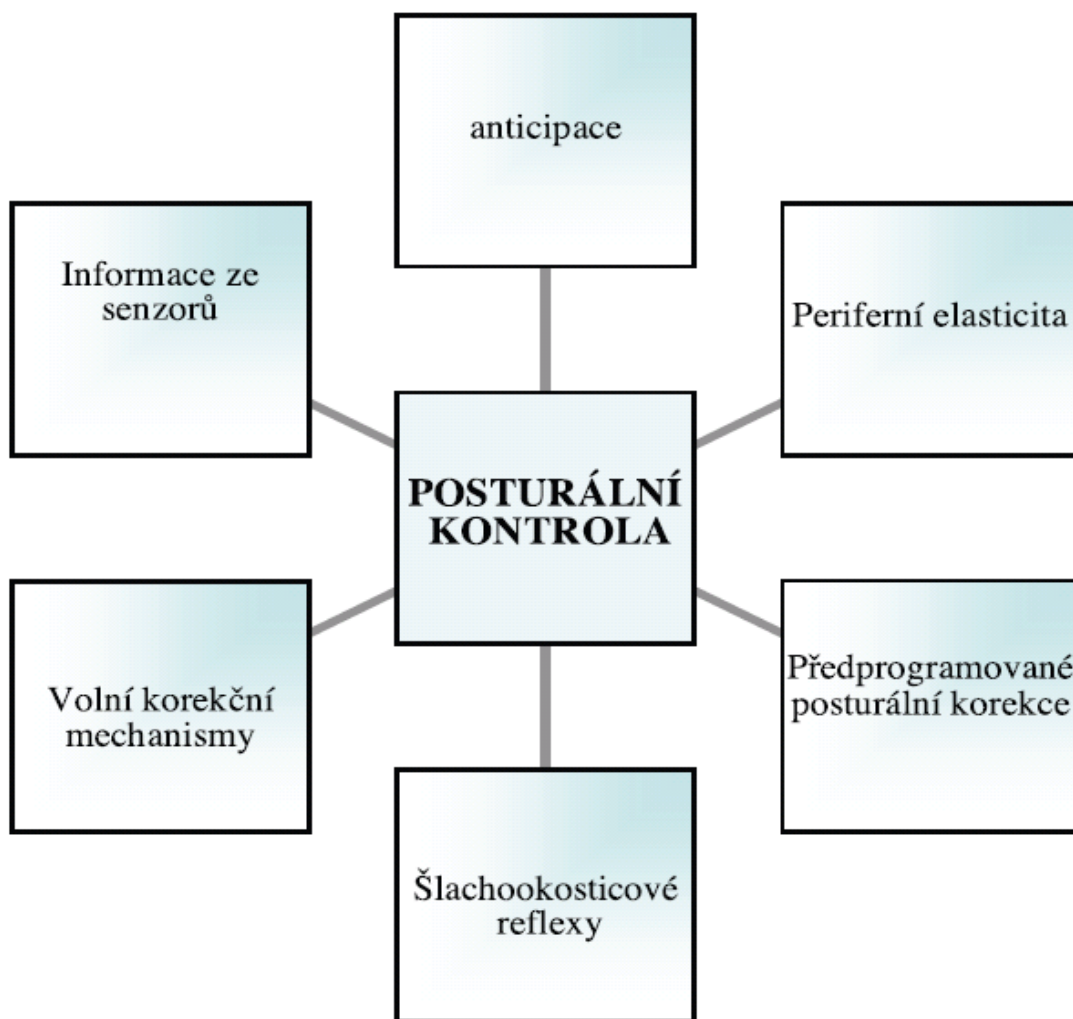 anticipace
Informace ze
senzorů
Periferní elasticita
POSTURÁLNÍ
KONTROLA
Volní korekční
mechanismy
Předprogramované
posturální korekce
Šlachookosticové
reflexy